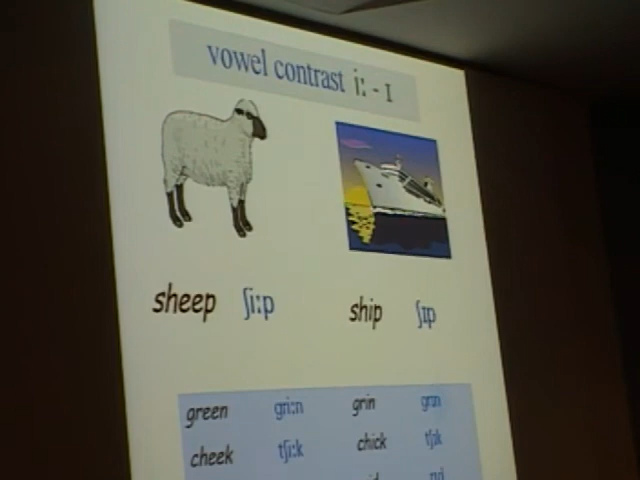 vowel contrast iː - ɪ
sheep ʃiːp ship ʃɪp
green griːn grin grɪn
cheek tʃiːk chick tʃɪk